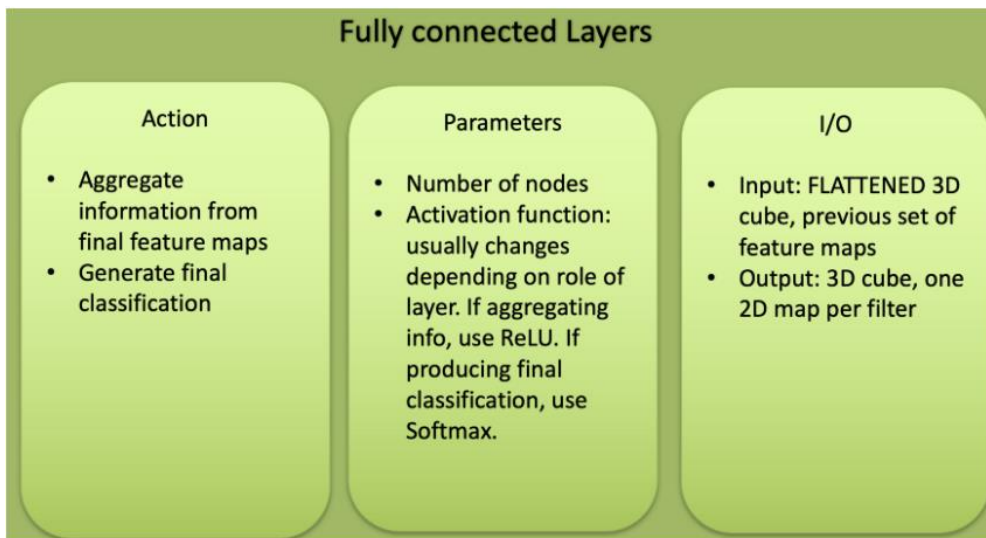 Fully connected Layers
Action
• Aggregate
information from
final feature maps
• Generate final
classification
Parameters
• Number of nodes
• Activation function:
usually changes
depending on role of
layer. If aggregating
info, use ReLU. If
producing final
classification, use
Softmax.
I/O
• Input: FLATTENED 3D
cube, previous set of
feature maps
• Output: 3D cube, one
2D map per filter